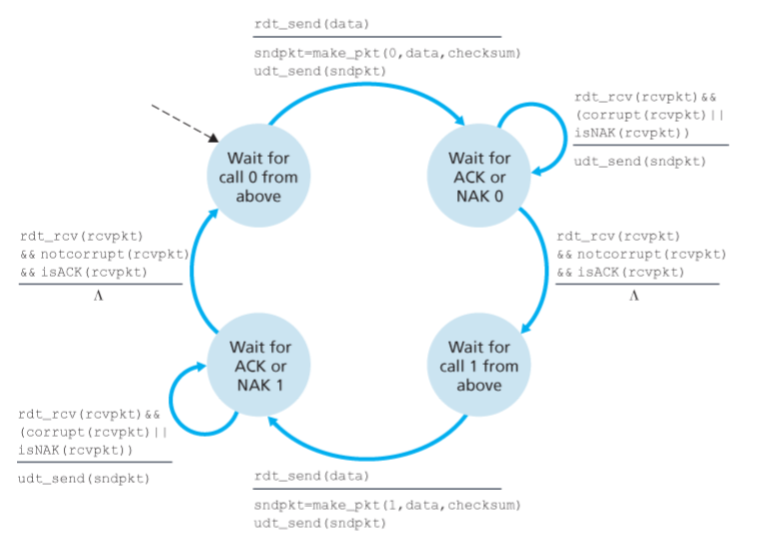 rdt_send(data)
sndpkt=make_pkt(0,data,checksum)
udt_send(sndpkt)
rdt_rcv(rcvpkt)&&
(corrupt(rcvpkt)||
isNAK(rcvpkt))
udt_send(sndpkt)
Wait for
call 0 from
above
Wait for
ACK or
NAK 0
rdt_rcv(rcvpkt)
&& notcorrupt(rcvpkt)
&& isACK(rcvpkt)
Λ
rdt_rcv(rcvpkt)
&& notcorrupt(rcvpkt)
&& isACK(rcvpkt)
Λ
Wait for
ACK or
NAK 1
Wait for
call 1 from
above
rdt_rcv(rcvpkt)&&
(corrupt(rcvpkt)||
isNAK(rcvpkt))
udt_send(sndpkt)
rdt_send(data)
sndpkt=make_pkt(1,data,checksum)
udt_send(sndpkt)